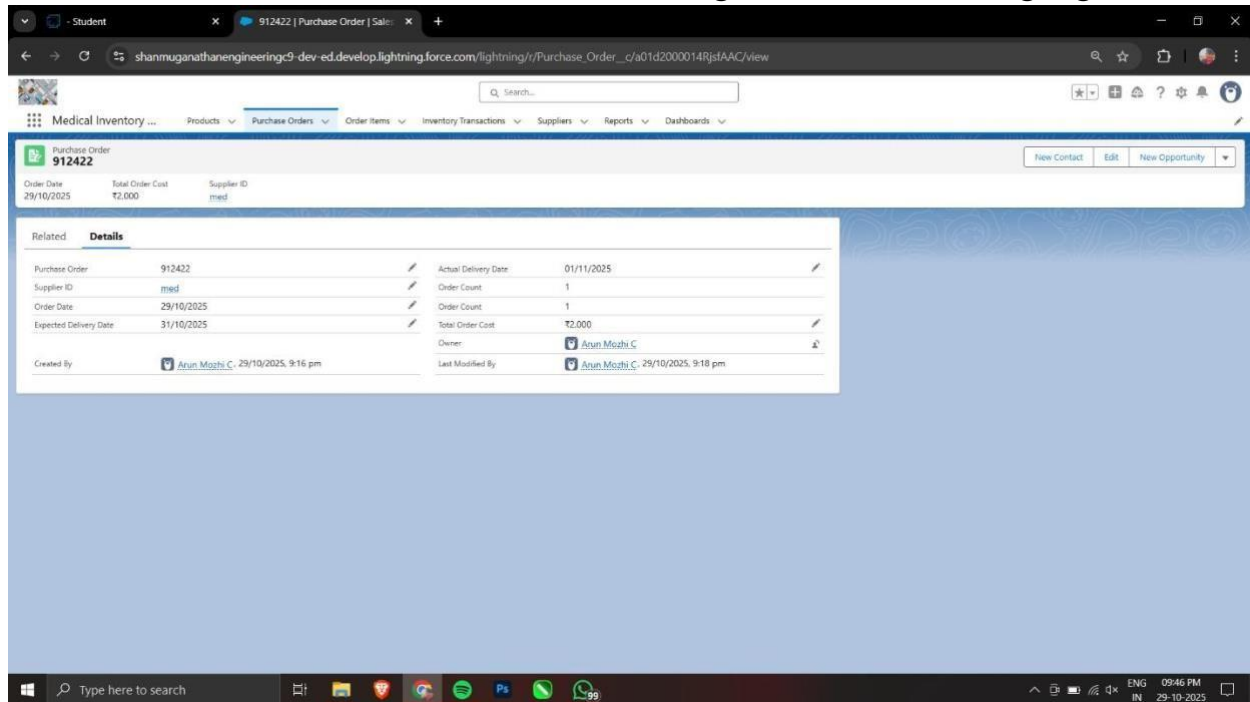 - Student
912422 | Purchase Order | Sales
shanmuganathanengineeringc9-dev-ed.develop.lightning.force.com/lightning/r/Purchase_Order__c/a01d2000014RjsfAAC/view
Search...
Medical Inventory ... Products Purchase Orders Order Items Inventory Transactions Suppliers Reports Dashboards
Purchase Order
912422
New Contact Edit New Opportunity
Order Date Total Order Cost Supplier ID
29/10/2025 ₹2,000 med
Related Details
Purchase Order 912422 Actual Delivery Date 01/11/2025
Supplier ID med Order Count 1
Order Date 29/10/2025 Order Count 1
Expected Delivery Date 31/10/2025 Total Order Cost ₹2,000
Owner Arun Mozhi C
Created By Arun Mozhi C, 29/10/2025, 9:16 pm Last Modified By Arun Mozhi C, 29/10/2025, 9:18 pm
Type here to search
Ps
99
ENG 09:46 PM
IN 29-10-2025